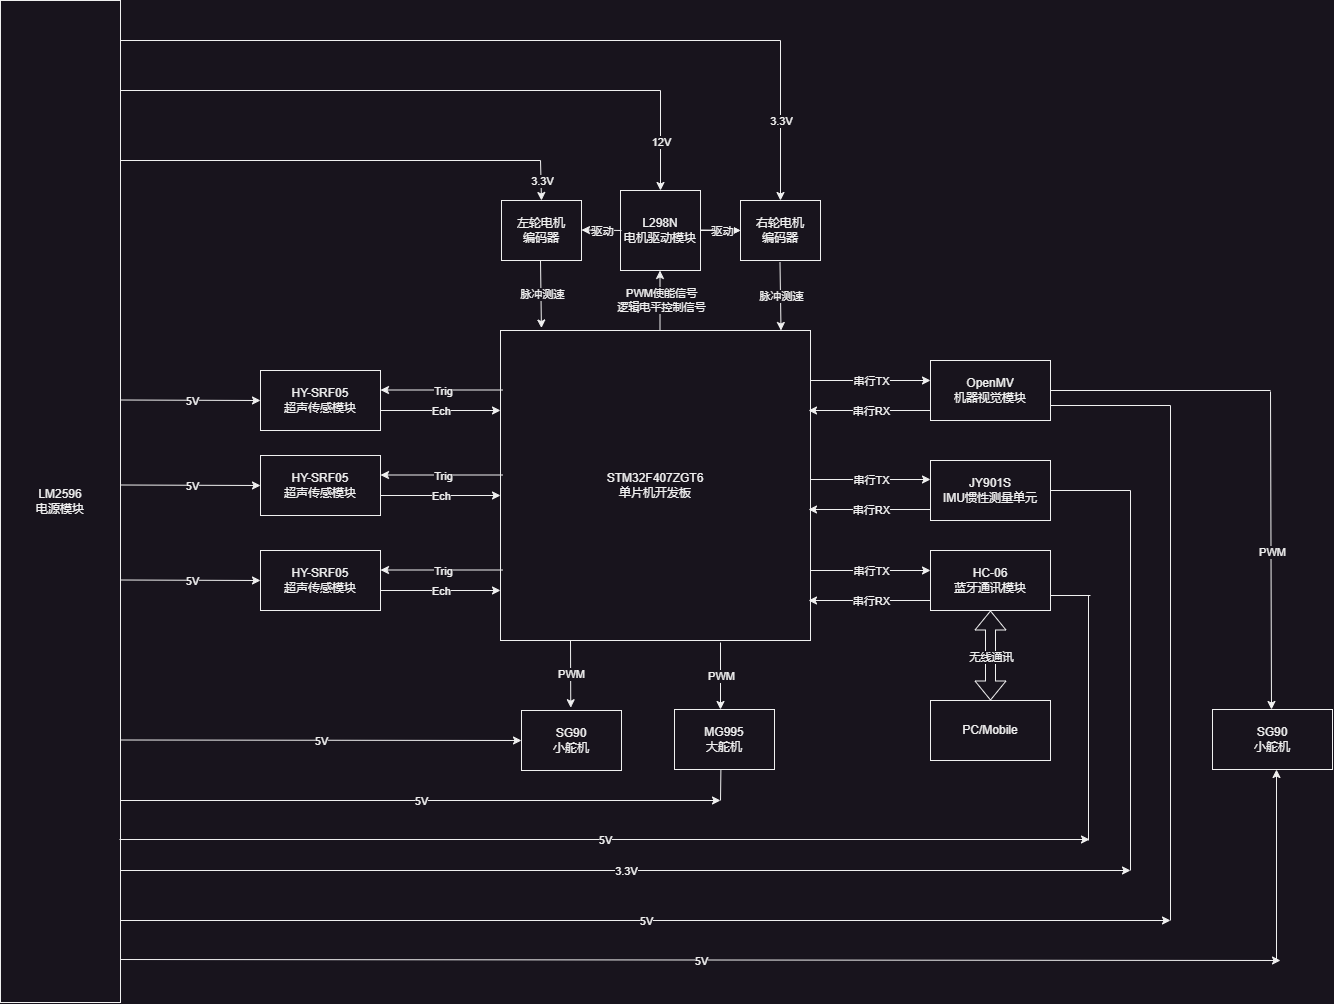 3.3V
12V
3.3V
左轮电机
编码器
驱动
L298N
电机驱动模块
驱动
右轮电机
编码器
脉冲测速
PWM使能信号
逻辑电平控制信号
脉冲测速
5V
HY-SRF05
超声传感模块
Trig
Ech
5V
HY-SRF05
超声传感模块
Trig
Ech
5V
HY-SRF05
超声传感模块
Trig
Ech
LM2596
电源模块
STM32F407ZGT6
单片机开发板
串行TX
串行RX
OpenMV
机器视觉模块
串行TX
串行RX
JY901S
IMU惯性测量单元
串行TX
串行RX
HC-06
蓝牙通讯模块
PWM
无线通讯
PC/Mobile
PWM
PWM
SG90
小舵机
MG995
大舵机
SG90
小舵机
5V
5V
5V
3.3V
5V
5V